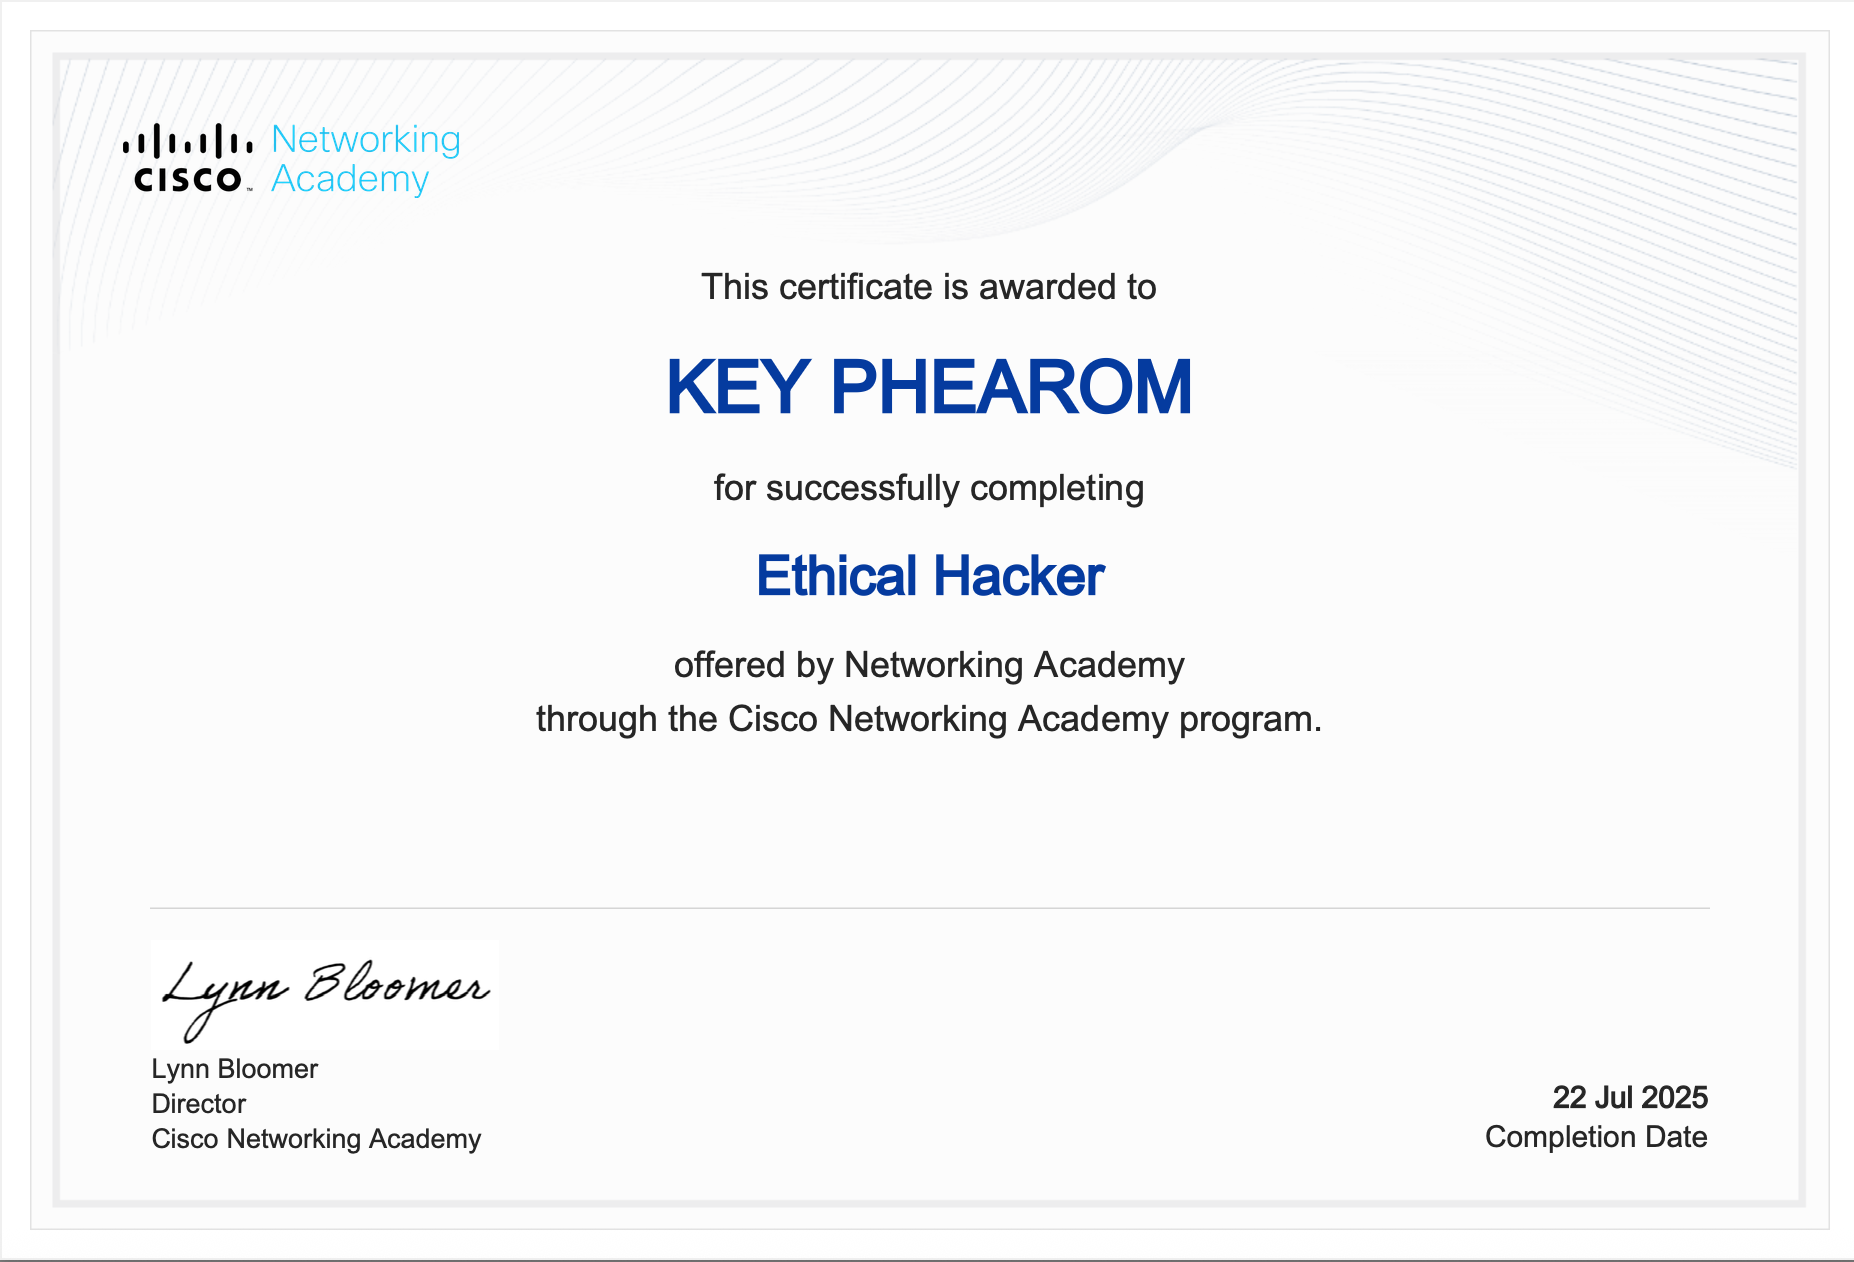 CISCO™
Networking
Academy
This certificate is awarded to
KEY PHEAROM
for successfully completing
Ethical Hacker
offered by Networking Academy
through the Cisco Networking Academy program.
Lynn Bloomer
Lynn Bloomer
Director
Cisco Networking Academy
22 Jul 2025
Completion Date